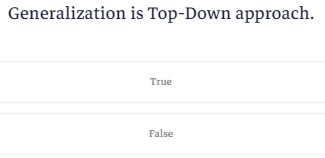 Generalization is Top-Down approach.
True
False